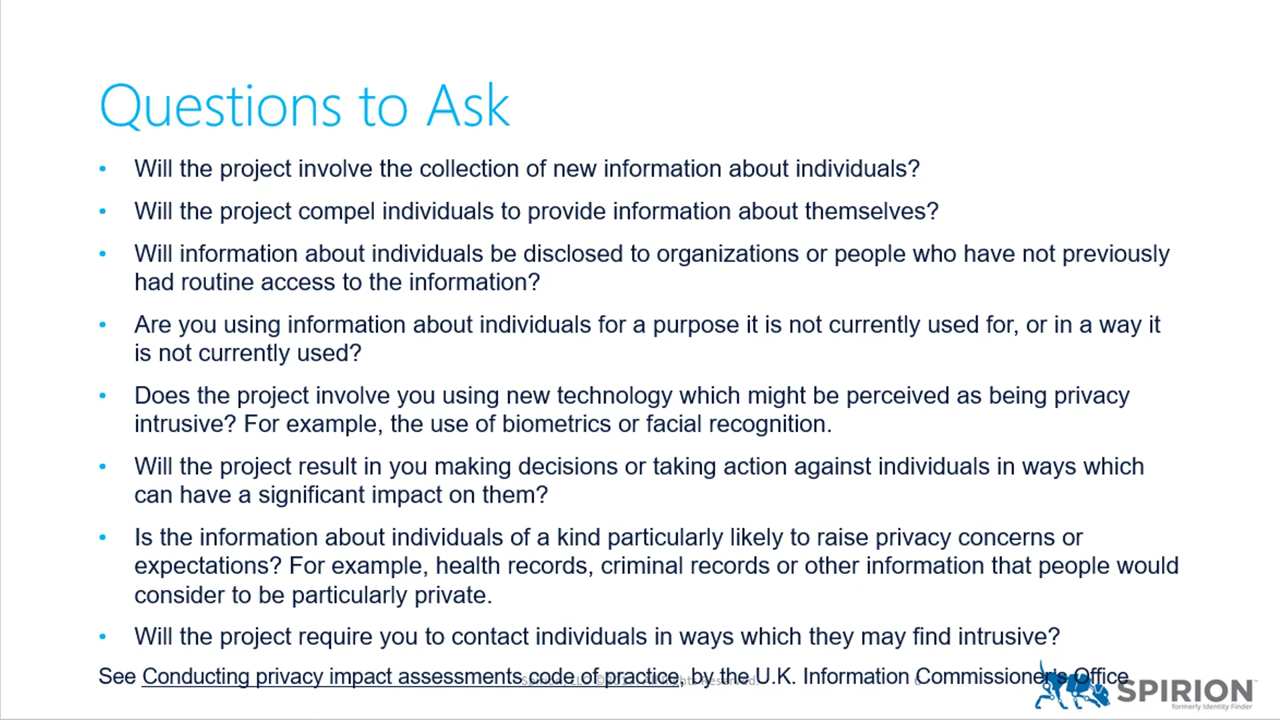 Questions to Ask
• Will the project involve the collection of new information about individuals?
• Will the project compel individuals to provide information about themselves?
• Will information about individuals be disclosed to organizations or people who have not previously
had routine access to the information?
• Are you using information about individuals for a purpose it is not currently used for, or in a way it
is not currently used?
• Does the project involve you using new technology which might be perceived as being privacy
intrusive? For example, the use of biometrics or facial recognition.
• Will the project result in you making decisions or taking action against individuals in ways which
can have a significant impact on them?
• Is the information about individuals of a kind particularly likely to raise privacy concerns or
expectations? For example, health records, criminal records or other information that people would
consider to be particularly private.
• Will the project require you to contact individuals in ways which they may find intrusive?
See Conducting privacy impact assessments code of practice, by the U.K. Information Commissioner's Office.
6
SPIRION
formerly Identity Finder